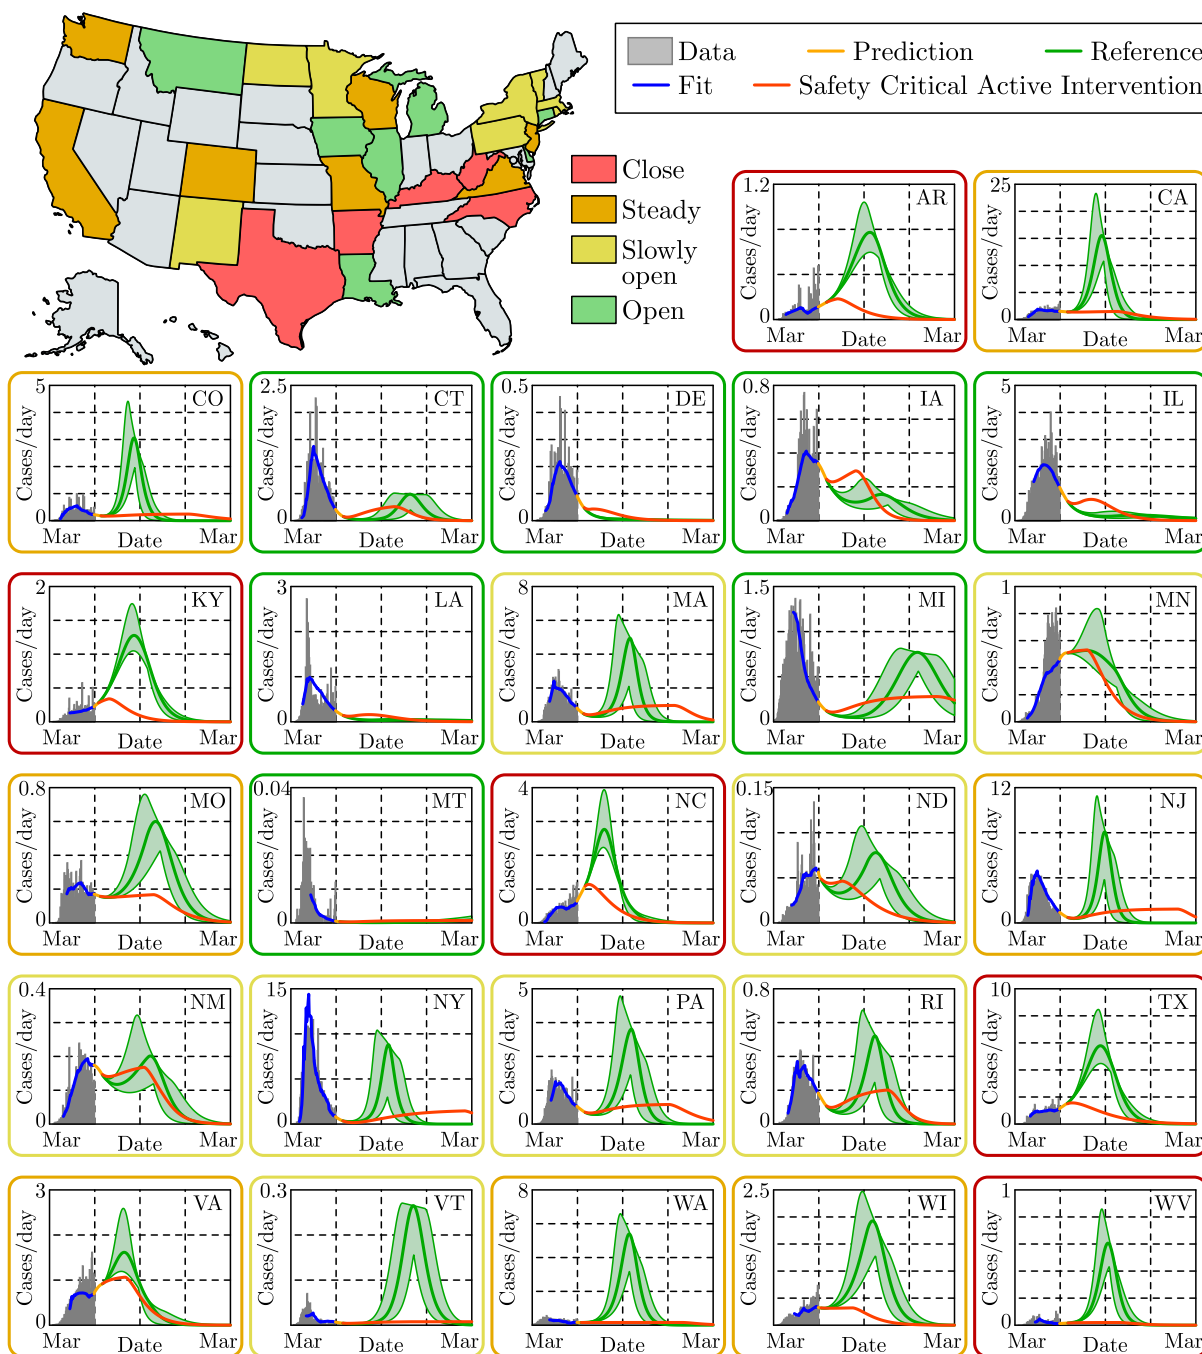 Data Prediction Reference
Fit Safety Critical Active Intervention
Close
Steady
Slowly
open
Open
1.2 AR
Cases/day
0
Mar Date Mar
25 CA
Cases/day
0
Mar Date Mar
5 CO
Cases/day
0
Mar Date Mar
2.5 CT
Cases/day
0
Mar Date Mar
0.5 DE
Cases/day
0
Mar Date Mar
0.8 IA
Cases/day
0
Mar Date Mar
5 IL
Cases/day
0
Mar Date Mar
2 KY
Cases/day
0
Mar Date Mar
3 LA
Cases/day
0
Mar Date Mar
8 MA
Cases/day
0
Mar Date Mar
1.5 MI
Cases/day
0
Mar Date Mar
1 MN
Cases/day
0
Mar Date Mar
0.8 MO
Cases/day
0
Mar Date Mar
0.04 MT
Cases/day
0
Mar Date Mar
4 NC
Cases/day
0
Mar Date Mar
0.15 ND
Cases/day
0
Mar Date Mar
12 NJ
Cases/day
0
Mar Date Mar
0.4 NM
Cases/day
0
Mar Date Mar
15 NY
Cases/day
0
Mar Date Mar
5 PA
Cases/day
0
Mar Date Mar
0.8 RI
Cases/day
0
Mar Date Mar
10 TX
Cases/day
0
Mar Date Mar
3 VA
Cases/day
0
Mar Date Mar
0.3 VT
Cases/day
0
Mar Date Mar
8 WA
Cases/day
0
Mar Date Mar
2.5 WI
Cases/day
0
Mar Date Mar
1 WV
Cases/day
0
Mar Date Mar